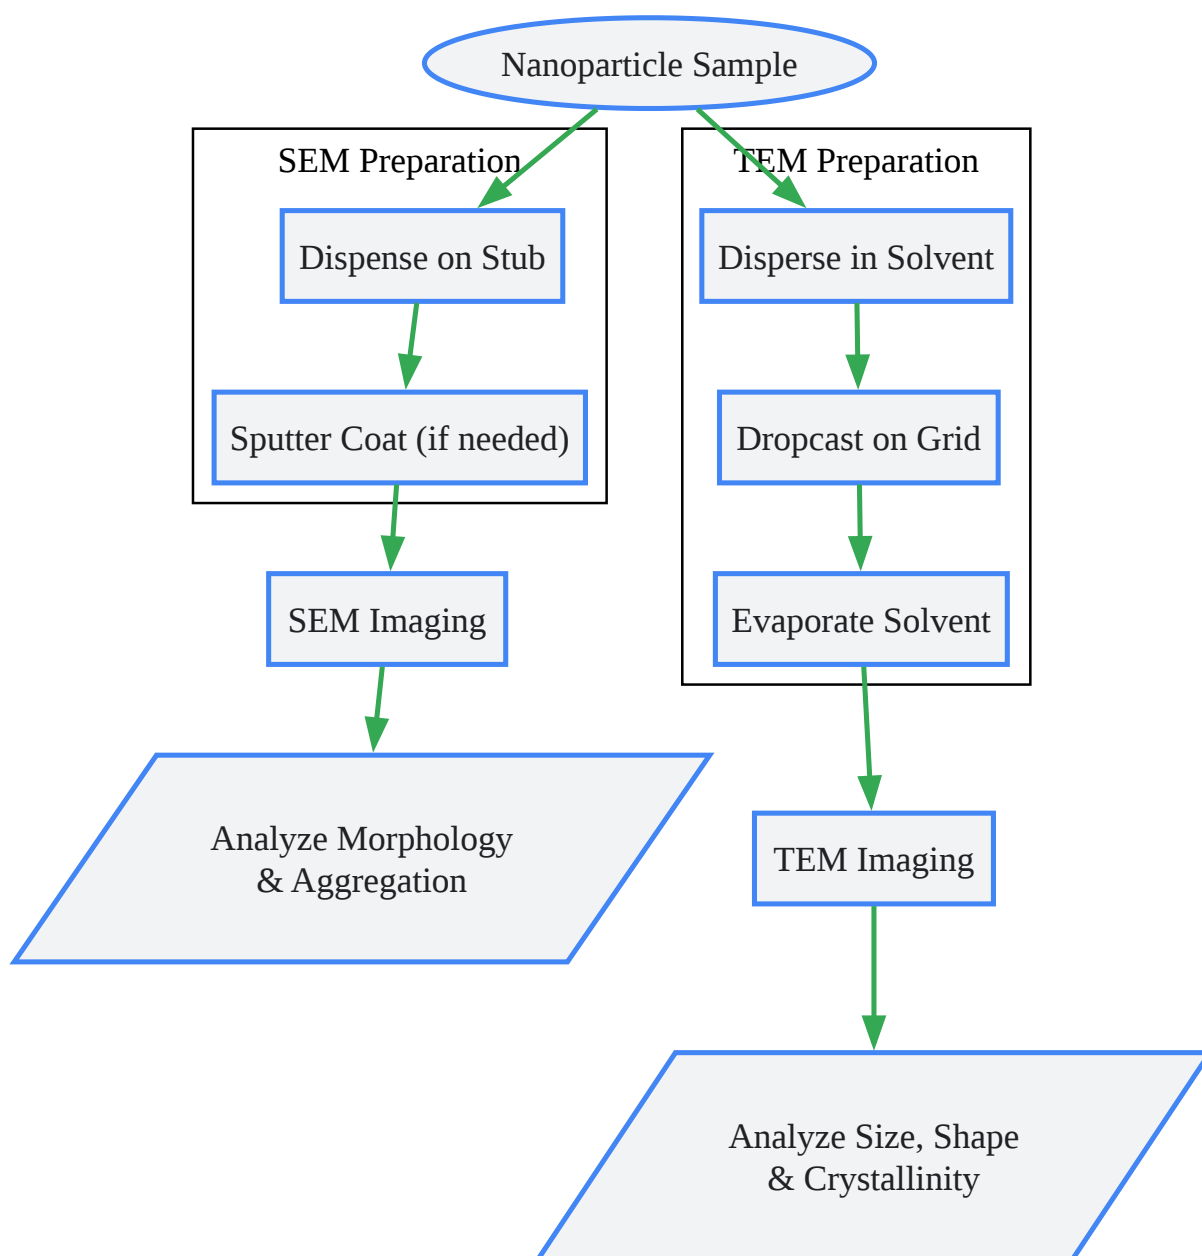 Nanoparticle Sample
SEM Preparation
Dispense on Stub
Sputter Coat (if needed)
SEM Imaging
Analyze Morphology
& Aggregation
TEM Preparation
Disperse in Solvent
Dropcast on Grid
Evaporate Solvent
TEM Imaging
Analyze Size, Shape
& Crystallinity